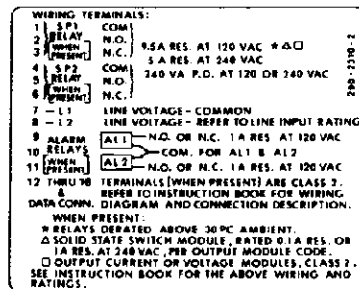 WIRING TERMINALS:
1 SP1 COM
2 RELAY N.O.
3 [WHEN PRESENT] N.C. 9.5A RES. AT 120 VAC * △ □
5 A RES. AT 240 VAC
4 SP2 COM 240 VA P.D. AT 120 OR 240 VAC
5 RELAY N.O.
6 [WHEN PRESENT] N.C.
7 - L1 LINE VOLTAGE - COMMON
8 - L2 LINE VOLTAGE - REFER TO LINE INPUT RATING
9 ALARM AL1 N.O. OR N.C. 1A RES. AT 120 VAC
10 RELAYS COM. FOR AL1 & AL2
11 [WHEN PRESENT] AL2 N.O. OR N.C. 1A RES. AT 120 VAC
12 THRU 18 TERMINALS [WHEN PRESENT] ARE CLASS 2.
& REFER TO INSTRUCTION BOOK FOR WIRING
DATA CONN. DIAGRAM AND CONNECTION DESCRIPTION.
WHEN PRESENT:
* RELAYS DERATED ABOVE 30°C AMBIENT.
△ SOLID STATE SWITCH MODULE, RATED 0.1A RES. OR
1A RES. AT 240 VAC, PER OUTPUT MODULE CODE.
□ OUTPUT CURRENT OR VOLTAGE MODULES, CLASS 2.
SEE INSTRUCTION BOOK FOR THE ABOVE WIRING AND
RATINGS.